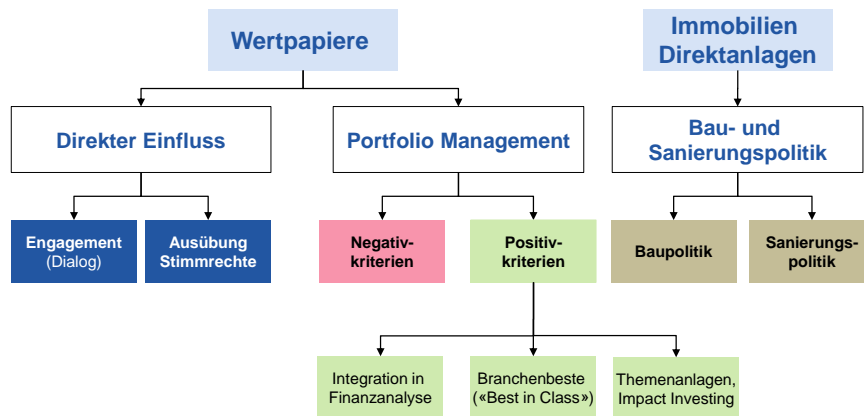 Wertpapiere
Immobilien
Direktanlagen
Direkter Einfluss
Portfolio Management
Bau- und
Sanierungspolitik
Engagement
(Dialog)
Ausübung
Stimmrechte
Negativ-
kriterien
Positiv-
kriterien
Baupolitik
Sanierungs-
politik
Integration in
Finanzanalyse
Branchenbeste
(«Best in Class»)
Themenanlagen,
Impact Investing